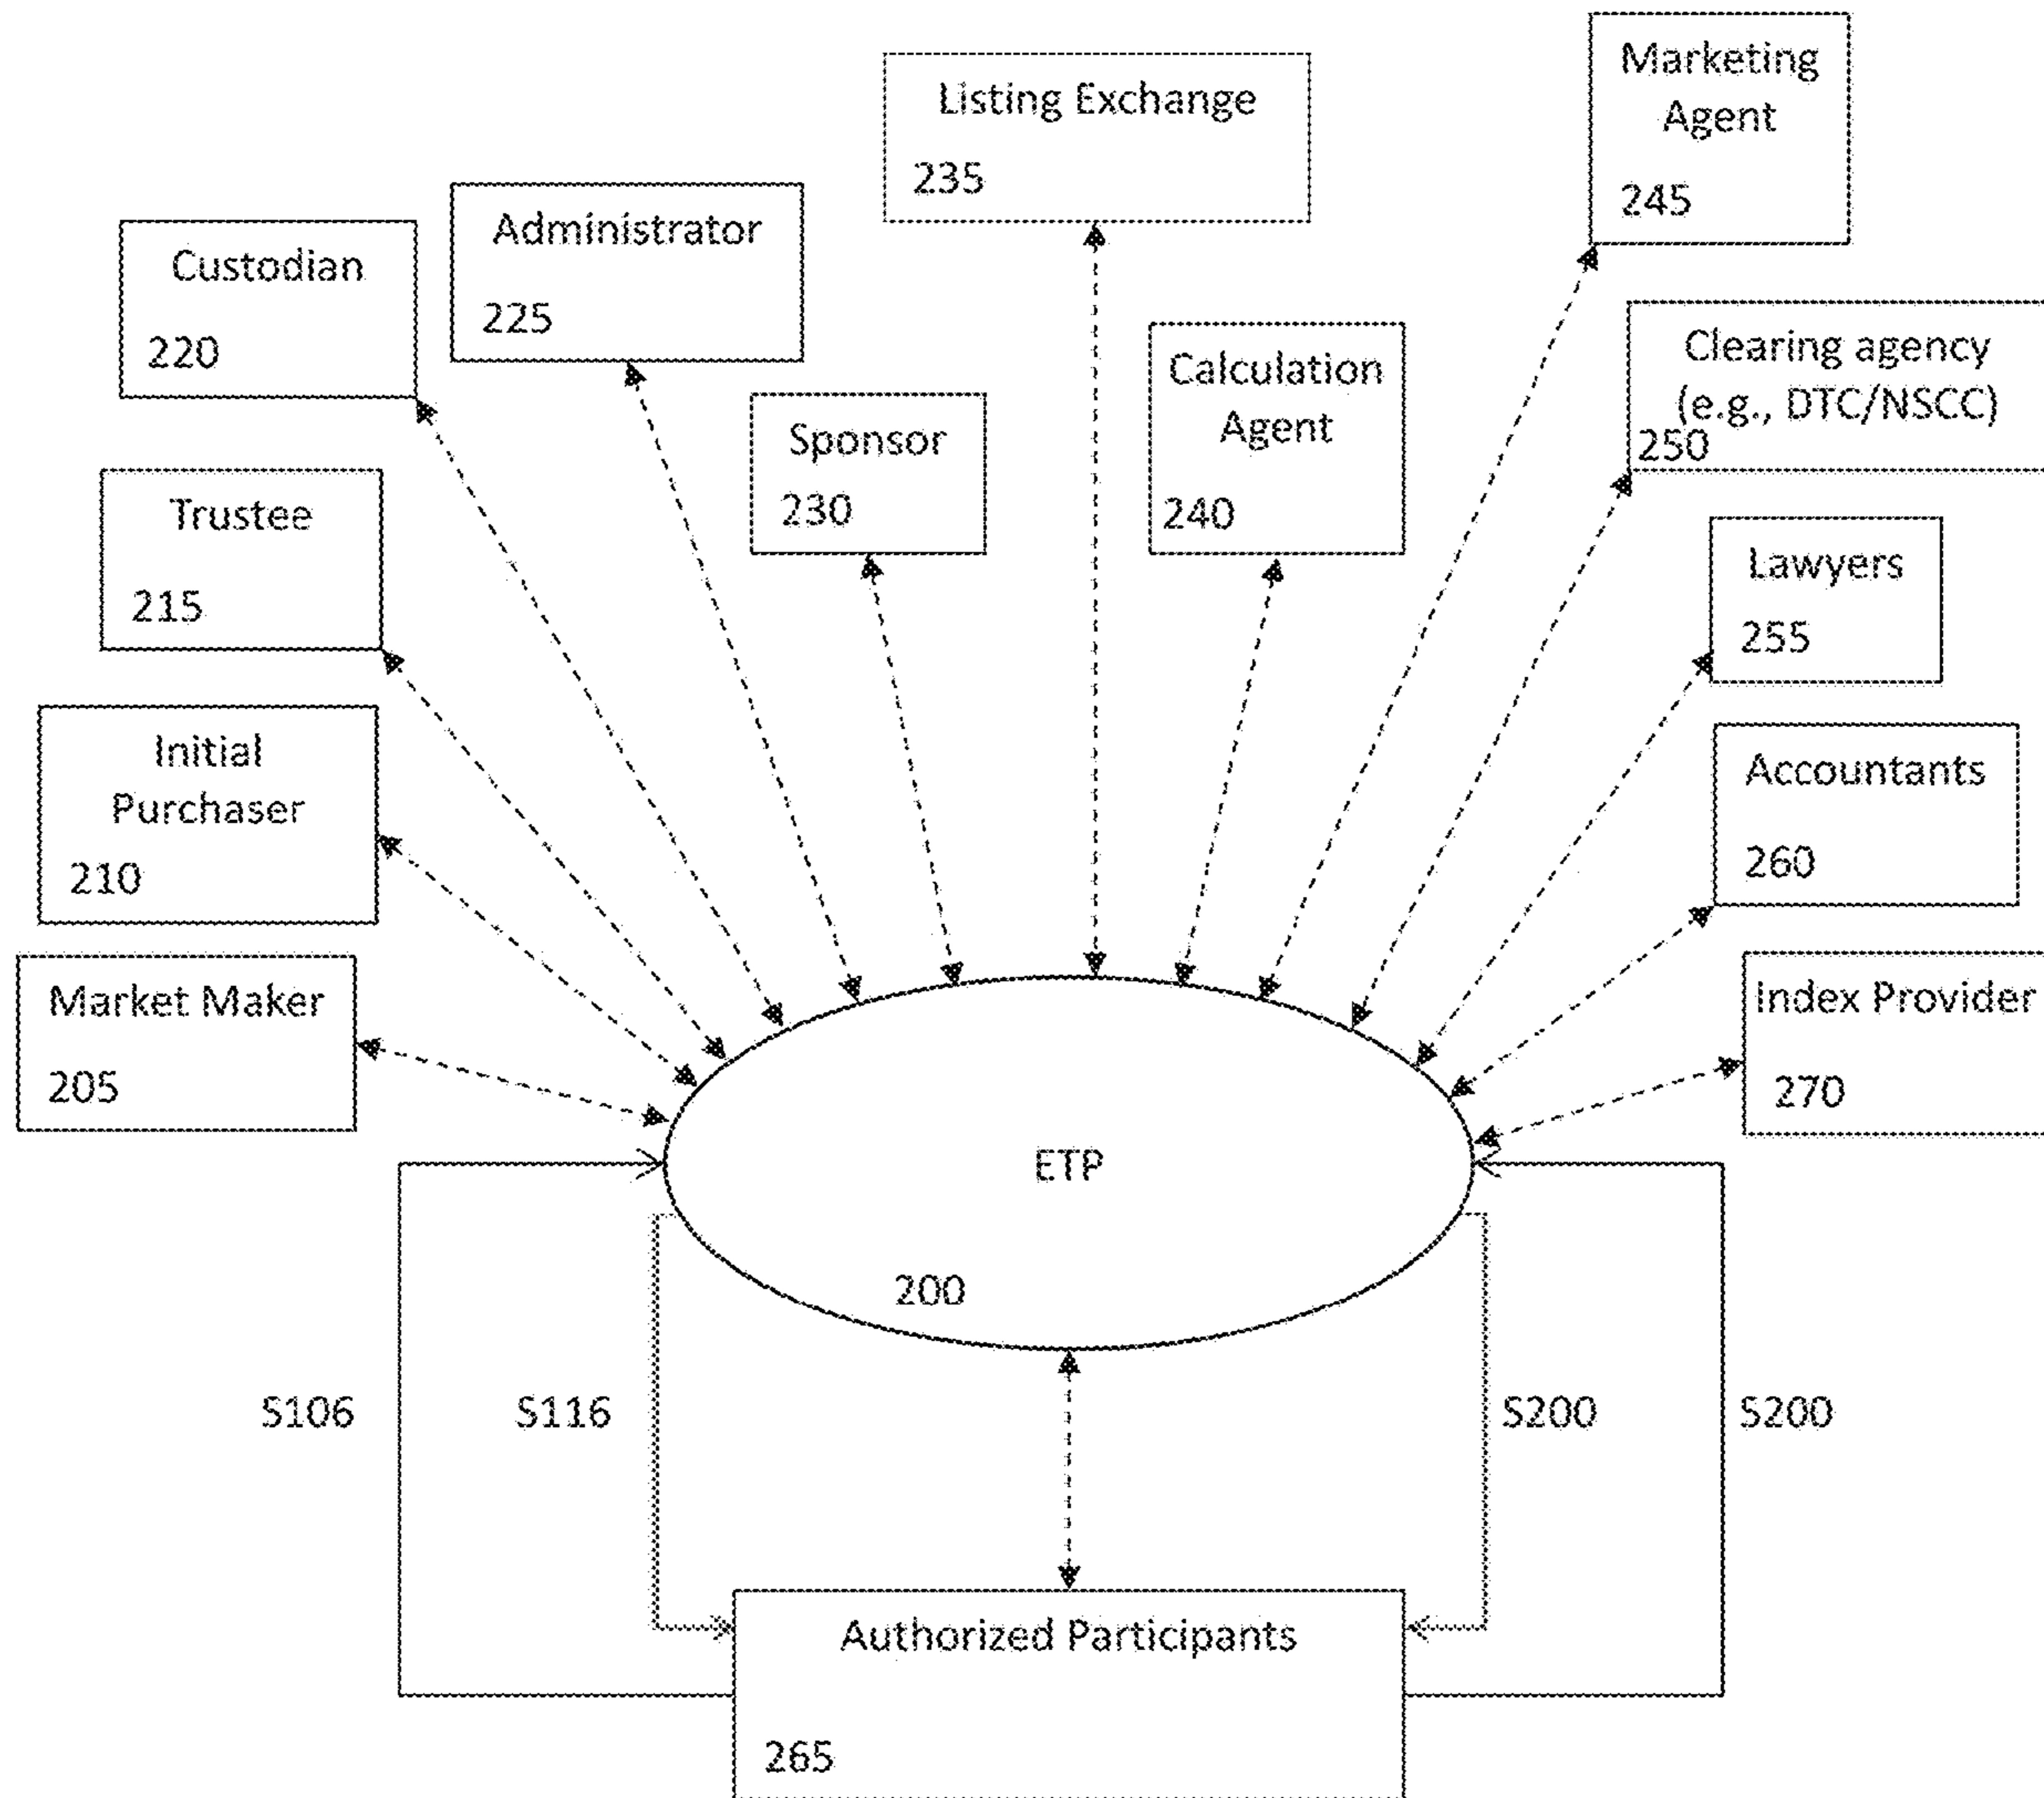 Marketing
Agent
245
Listing Exchange
235
Administrator
225
Custodian
220
Clearing agency
(e.g., DTC/NSCC)
250
Calculation
Agent
240
Sponsor
230
Trustee
215
Lawyers
255
Initial
Purchaser
210
Accountants
260
Market Maker
205
Index Provider
270
ETP
200
S106
S116
S200
S200
Authorized Participants
265